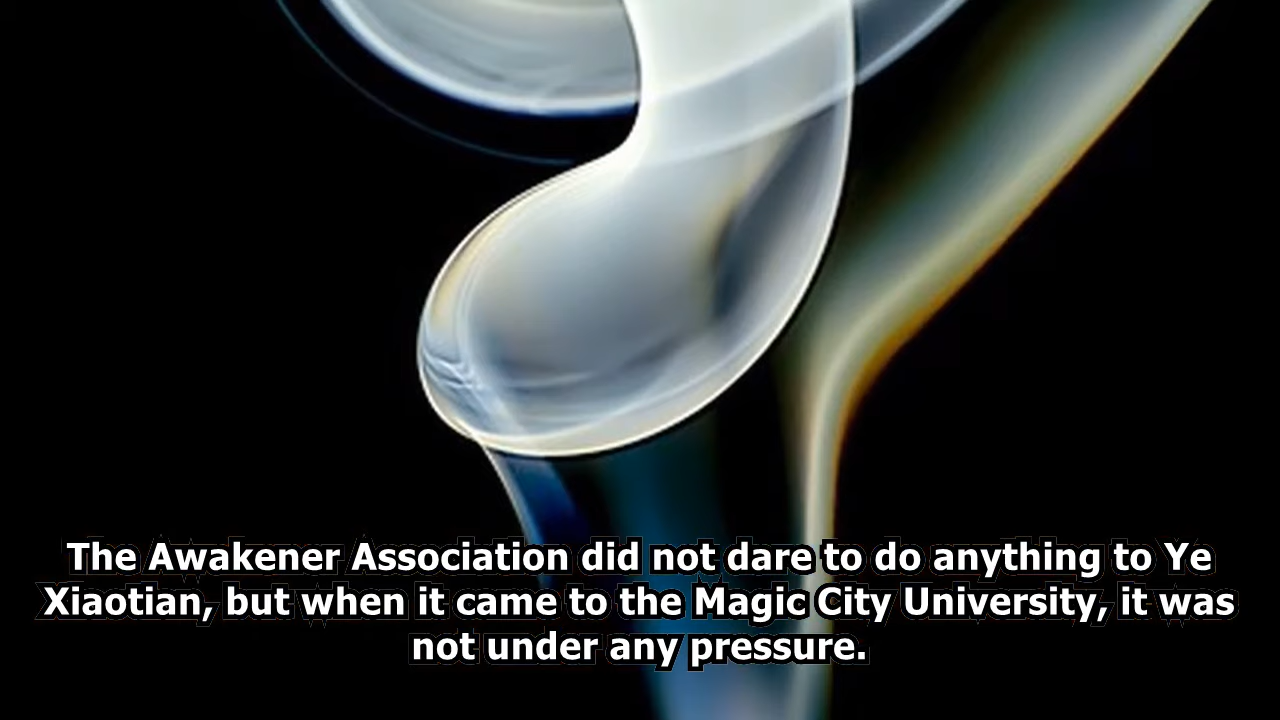 The Awakener Association did not dare to do anything to Ye
Xiaotian, but when it came to the Magic City University, it was
not under any pressure.